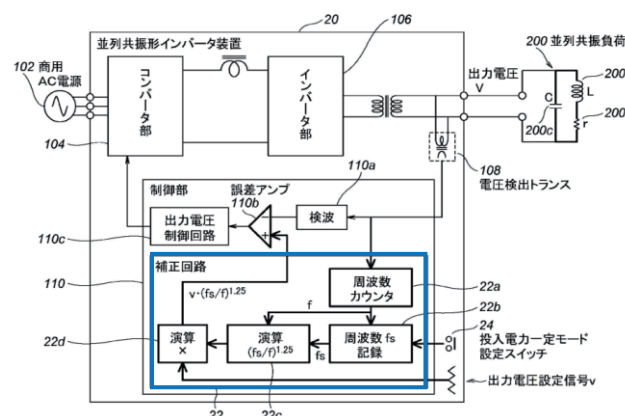 20
並列共振形インバータ装置
106
200 並列共振負荷
102 商用
AC電源
コンバータ部
インバータ部
出力電圧
V
C
200c
L
200
r
200
104
108
電圧検出トランス
制御部
誤差アンプ
110b
110a
検波
出力電圧
制御回路
110c
110
補正回路
v・(fs/f)1.25
周波数
カウンタ
22a
f
22b
24
22d
演算
×
演算
(fs/f)1.25
fs
周波数 fs
記録
投入電力一定モード
設定スイッチ
出力電圧設定信号v
22
22c